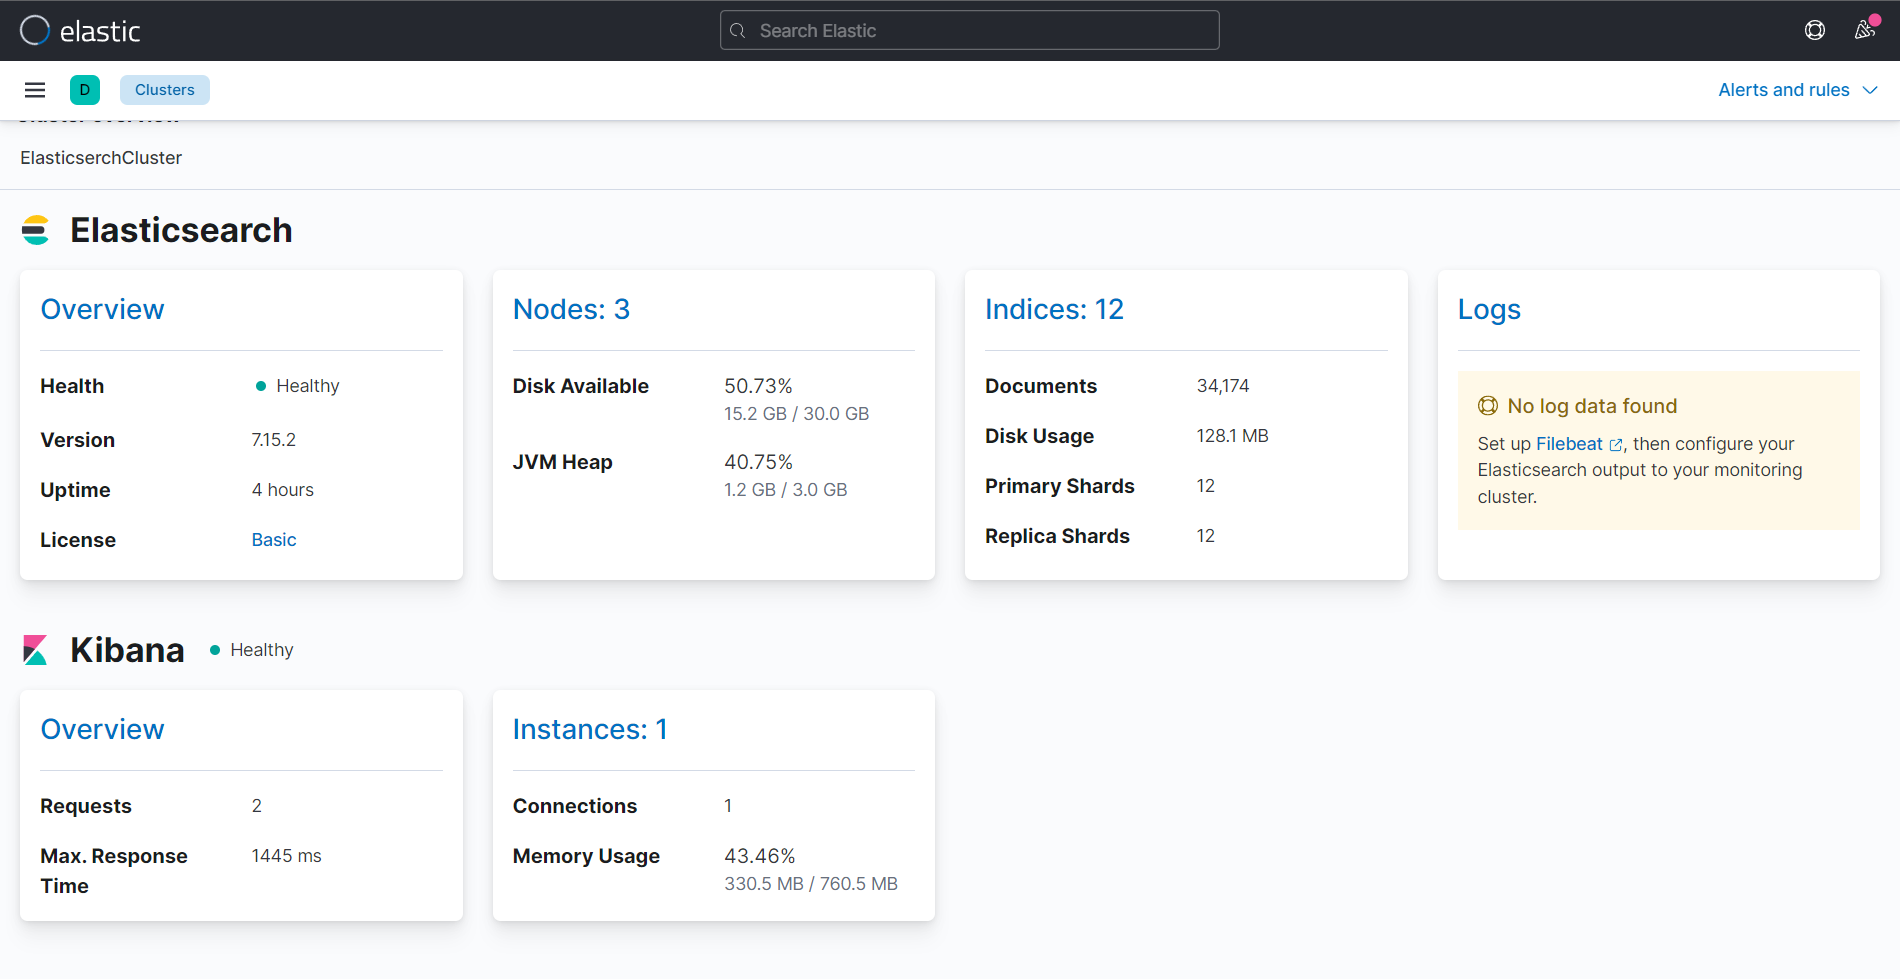 elastic
Search Elastic
D
Clusters
Alerts and rules
ElasticserchCluster
Elasticsearch
Overview
Health
Healthy
Version
7.15.2
Uptime
4 hours
License
Basic
Nodes: 3
Disk Available
50.73%
15.2 GB / 30.0 GB
JVM Heap
40.75%
1.2 GB / 3.0 GB
Indices: 12
Documents
34,174
Disk Usage
128.1 MB
Primary Shards
12
Replica Shards
12
Logs
No log data found
Set up Filebeat , then configure your
Elasticsearch output to your monitoring
cluster.
Kibana
Healthy
Overview
Requests
2
Max. Response
Time
1445 ms
Instances: 1
Connections
1
Memory Usage
43.46%
330.5 MB / 760.5 MB